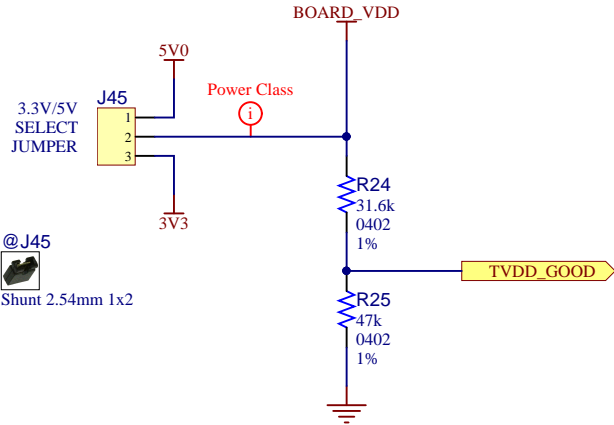 BOARD_VDD
5V0
Power Class
i
J45
3.3V/5V
SELECT
JUMPER
1
2
3
3V3
R24
31.6k
0402
1%
@J45
Shunt 2.54mm 1x2
TVDD_GOOD
R25
47k
0402
1%